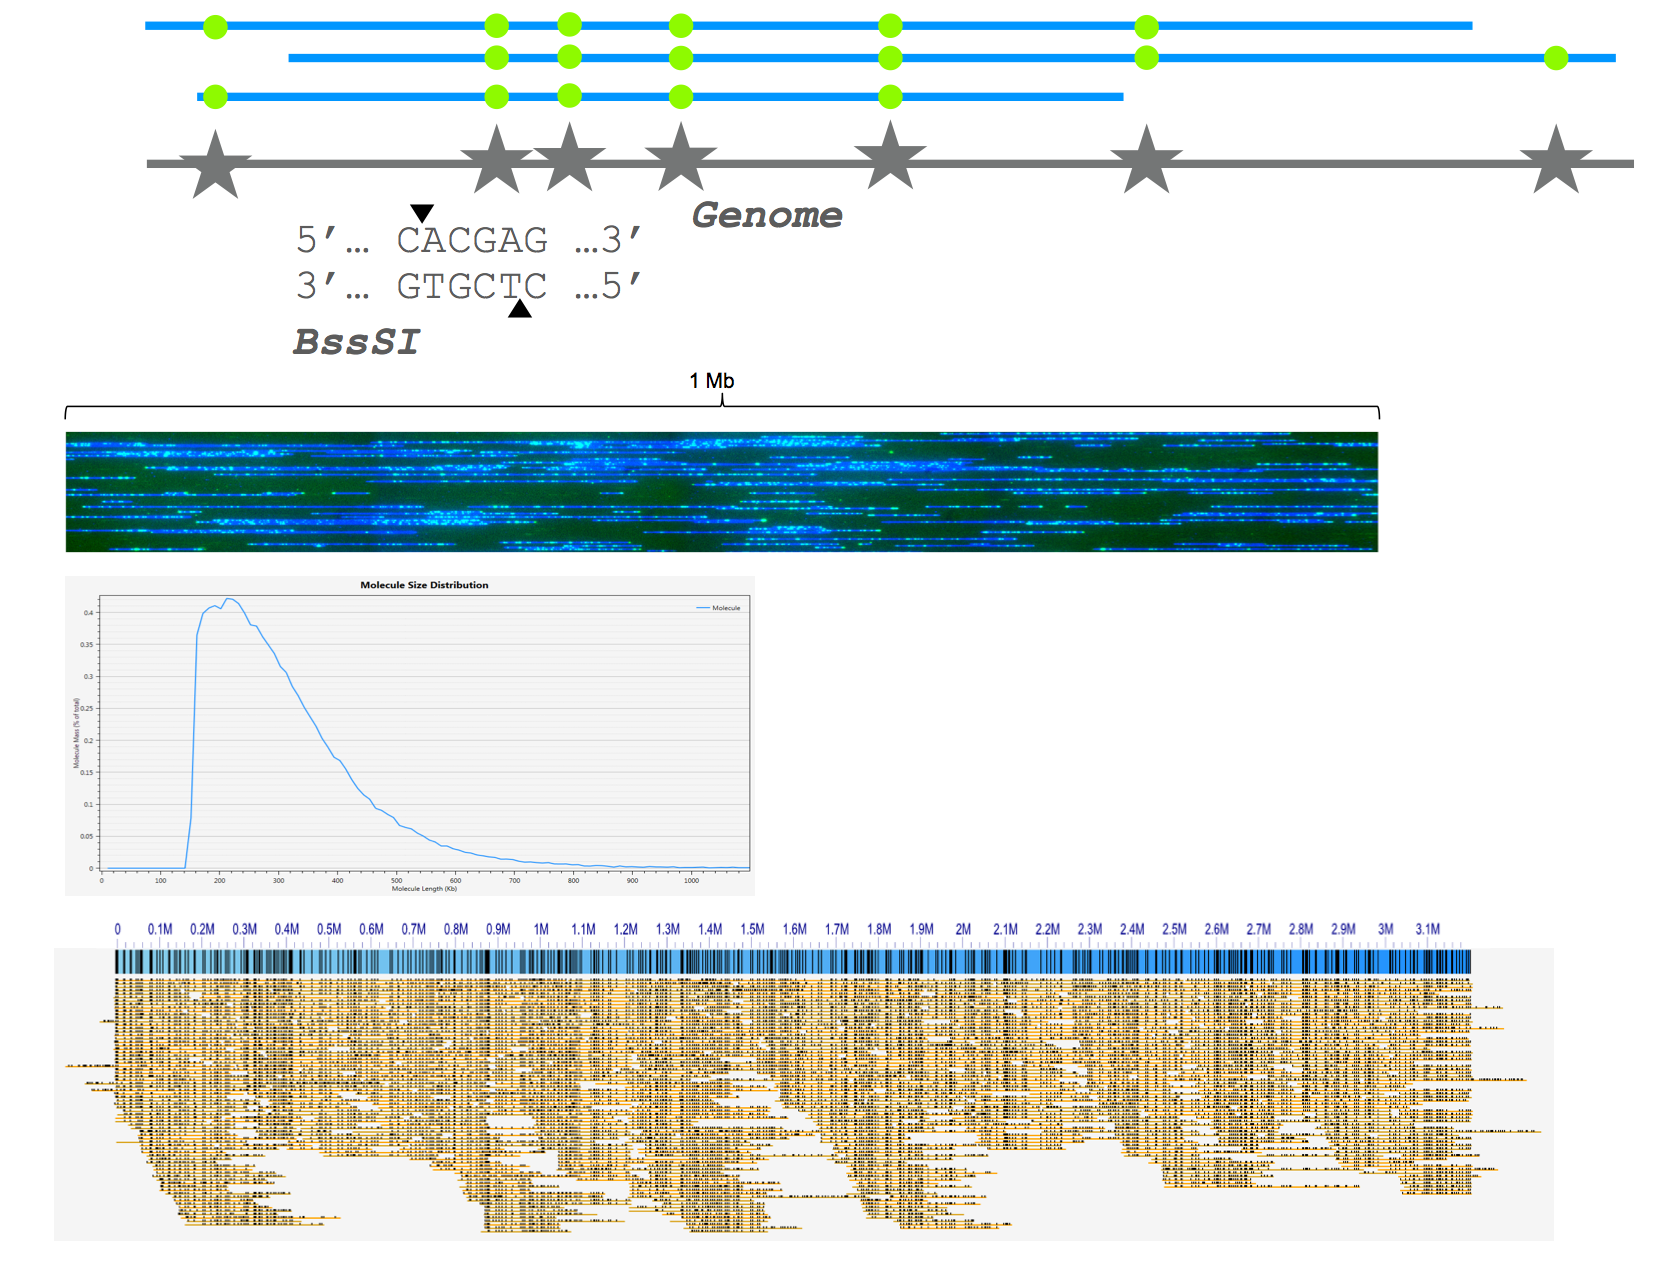 Genome
5’… CACGAG …3’
3’… GTGCTC …5’
BssSI
1 Mb
Molecule Size Distribution
Molecule
0.4
0.35
0.3
0.25
0.2
0.15
0.1
0.05
0
Molecule Mass (% of total)
0 100 200 300 400 500 600 700 800 900 1000
Molecule Length (Kb)
0 0.1M 0.2M 0.3M 0.4M 0.5M 0.6M 0.7M 0.8M 0.9M 1M 1.1M 1.2M 1.3M 1.4M 1.5M 1.6M 1.7M 1.8M 1.9M 2M 2.1M 2.2M 2.3M 2.4M 2.5M 2.6M 2.7M 2.8M 2.9M 3M 3.1M